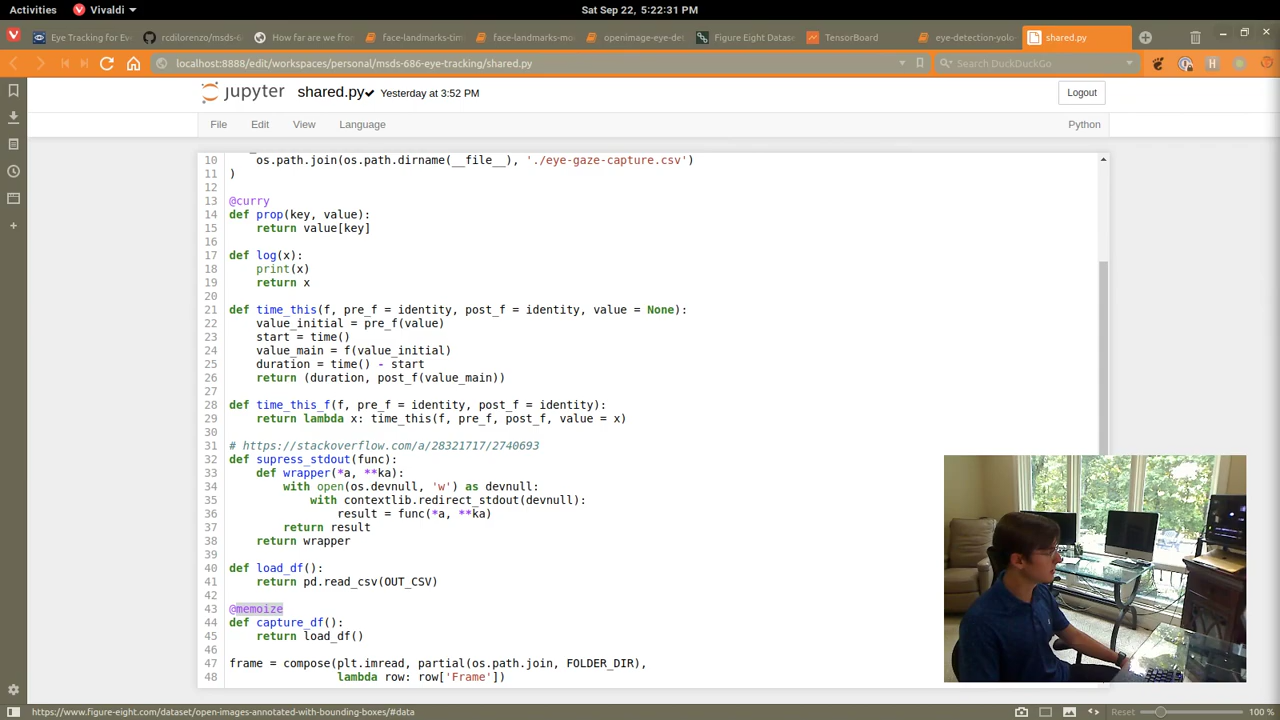 Activities
Vivaldi
Sat Sep 22, 5:22:31 PM
Eye Tracking for Eve
rcdilorenzo/msds-6
How far are we from
face-landmarks-tim
face-landmarks-mo
openimage-eye-det
Figure Eight Datase
TensorBoard
eye-detection-yolo
shared.py
localhost:8888/edit/workspaces/personal/msds-686-eye-tracking/shared.py
Search DuckDuckGo
jupyter shared.py Yesterday at 3:52 PM
Logout
File Edit View Language
Python
10 os.path.join(os.path.dirname(__file__), './eye-gaze-capture.csv')
11 )
12
13 @curry
14 def prop(key, value):
15 return value[key]
16
17 def log(x):
18 print(x)
19 return x
20
21 def time_this(f, pre_f = identity, post_f = identity, value = None):
22 value_initial = pre_f(value)
23 start = time()
24 value_main = f(value_initial)
25 duration = time() - start
26 return (duration, post_f(value_main))
27
28 def time_this_f(f, pre_f = identity, post_f = identity):
29 return lambda x: time_this(f, pre_f, post_f, value = x)
30
31 # https://stackoverflow.com/a/28321717/2740693
32 def supress_stdout(func):
33 def wrapper(*a, **ka):
34 with open(os.devnull, 'w') as devnull:
35 with contextlib.redirect_stdout(devnull):
36 result = func(*a, **ka)
37 return result
38 return wrapper
39
40 def load_df():
41 return pd.read_csv(OUT_CSV)
42
43 @memoize
44 def capture_df():
45 return load_df()
46
47 frame = compose(plt.imread, partial(os.path.join, FOLDER_DIR),
48 lambda row: row['Frame'])
https://www.figure-eight.com/dataset/open-images-annotated-with-bounding-boxes/#data
Reset
100 %